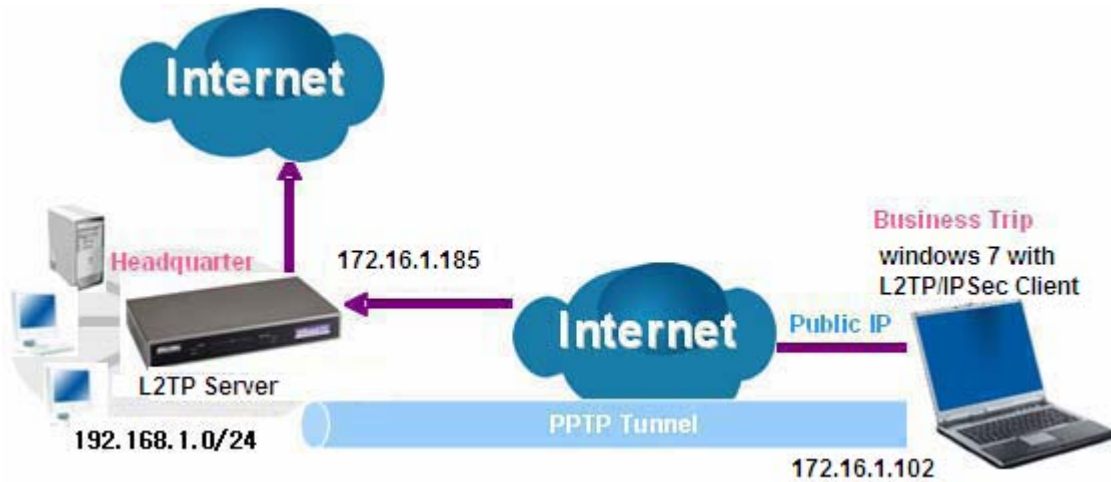 Internet
Headquarter
172.16.1.185
Business Trip
windows 7 with
L2TP/IPSec Client
Internet
Public IP
L2TP Server
PPTP Tunnel
192.168.1.0/24
172.16.1.102